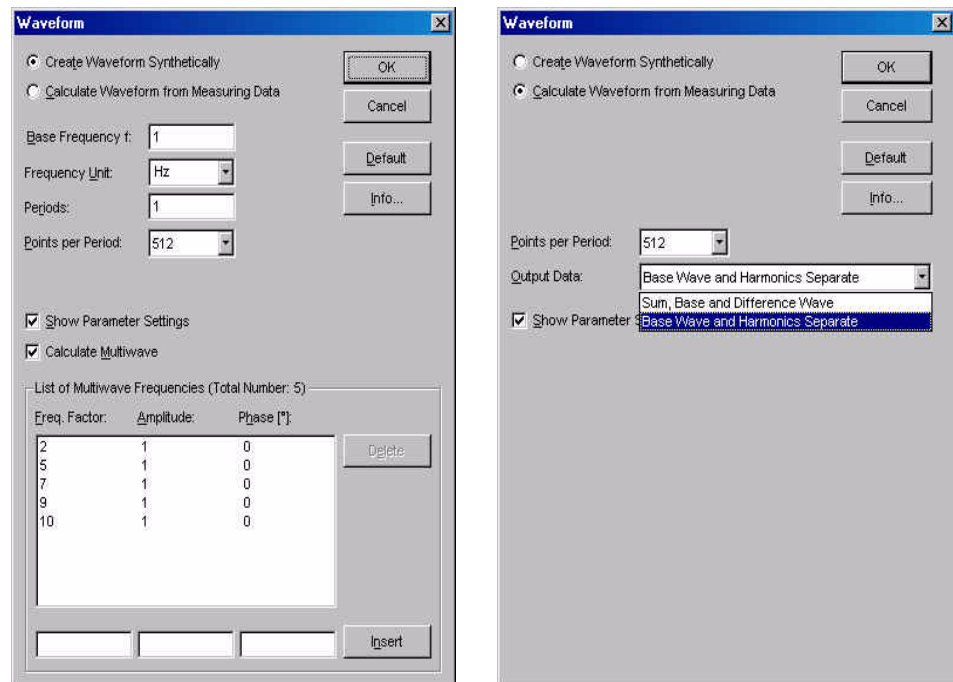 Waveform
Create Waveform Synthetically
Calculate Waveform from Measuring Data
OK
Cancel
Base Frequency f: 1
Default
Frequency Unit: Hz
Info...
Periods: 1
Points per Period: 512
Show Parameter Settings
Calculate Multiwave
List of Multiwave Frequencies (Total Number: 5)
Freq. Factor: Amplitude: Phase [°]:
2 1 0
Delete
5 1 0
7 1 0
9 1 0
10 1 0
Insert
Waveform
Create Waveform Synthetically
Calculate Waveform from Measuring Data
OK
Cancel
Default
Info...
Points per Period: 512
Output Data: Base Wave and Harmonics Separate
Sum, Base and Difference Wave
Show Parameter Base Wave and Harmonics Separate